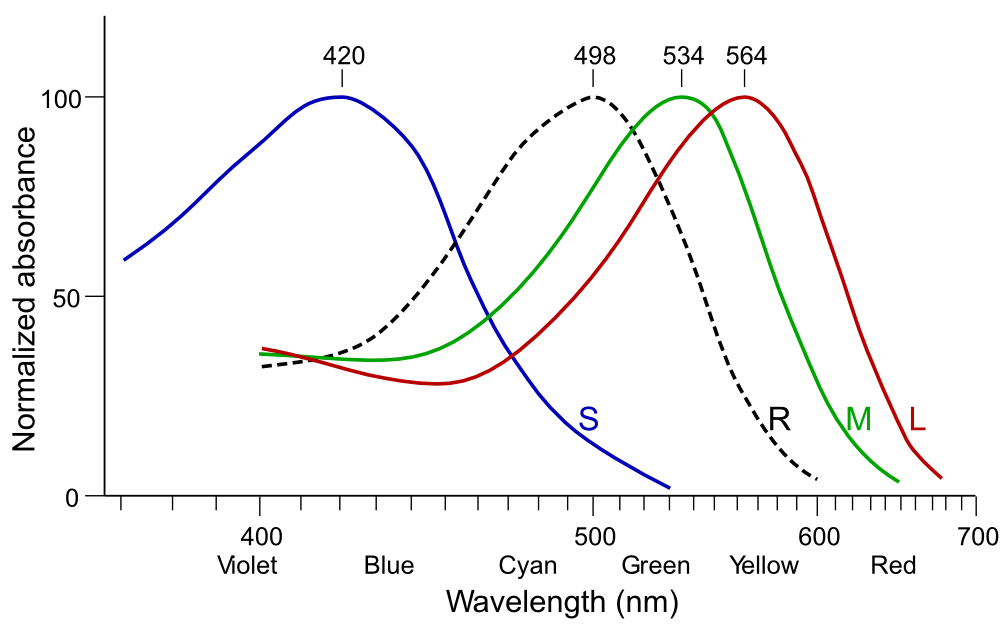 420 498 534 564
100
50
0
Normalized absorbance
S R M L
400 500 600 700
Violet Blue Cyan Green Yellow Red
Wavelength (nm)